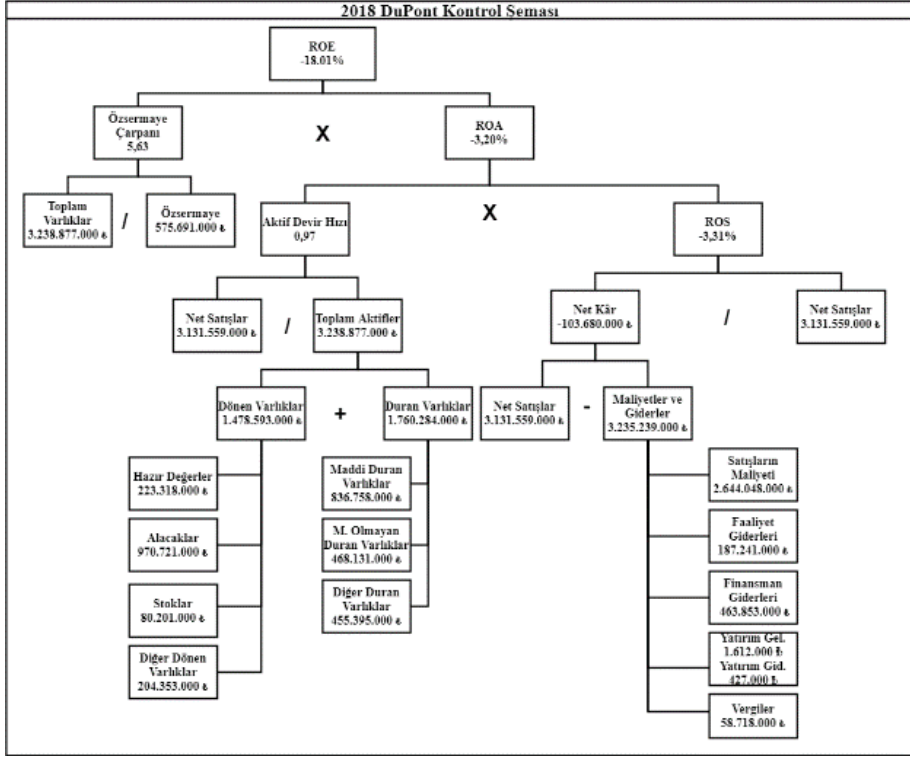 2018 DuPont Kontrol Şeması
ROE
-18.01%
Özsermaye
Çarpanı
5,63
X
ROA
-3,20%
Toplam
Varlıklar
3.238.877.000 ₺
/
Özsermaye
575.691.000 ₺
Aktif Devir Hızı
0,97
X
ROS
-3,31%
Net Satışlar
3.131.559.000 ₺
/
Toplam Aktifler
3.238.877.000 ₺
Net Kâr
-103.680.000 ₺
/
Net Satışlar
3.131.559.000 ₺
Dönen Varlıklar
1.478.593.000 ₺
+
Duran Varlıklar
1.760.284.000 ₺
Net Satışlar
3.131.559.000 ₺
-
Maliyetler ve
Giderler
3.235.239.000 ₺
Hazır Değerler
223.318.000 ₺
Alacaklar
970.721.000 ₺
Stoklar
80.201.000 ₺
Diğer Dönen
Varlıklar
204.353.000 ₺
Maddi Duran
Varlıklar
836.758.000 ₺
M. Olmayan
Duran Varlıklar
468.131.000 ₺
Diğer Duran
Varlıklar
455.395.000 ₺
Satışların
Maliyeti
2.644.048.000 ₺
Faaliyet
Giderleri
187.241.000 ₺
Finansman
Giderleri
463.853.000 ₺
Yatırım Gel.
1.612.000 ₺
Yatırım Gid.
427.000 ₺
Vergiler
58.718.000 ₺